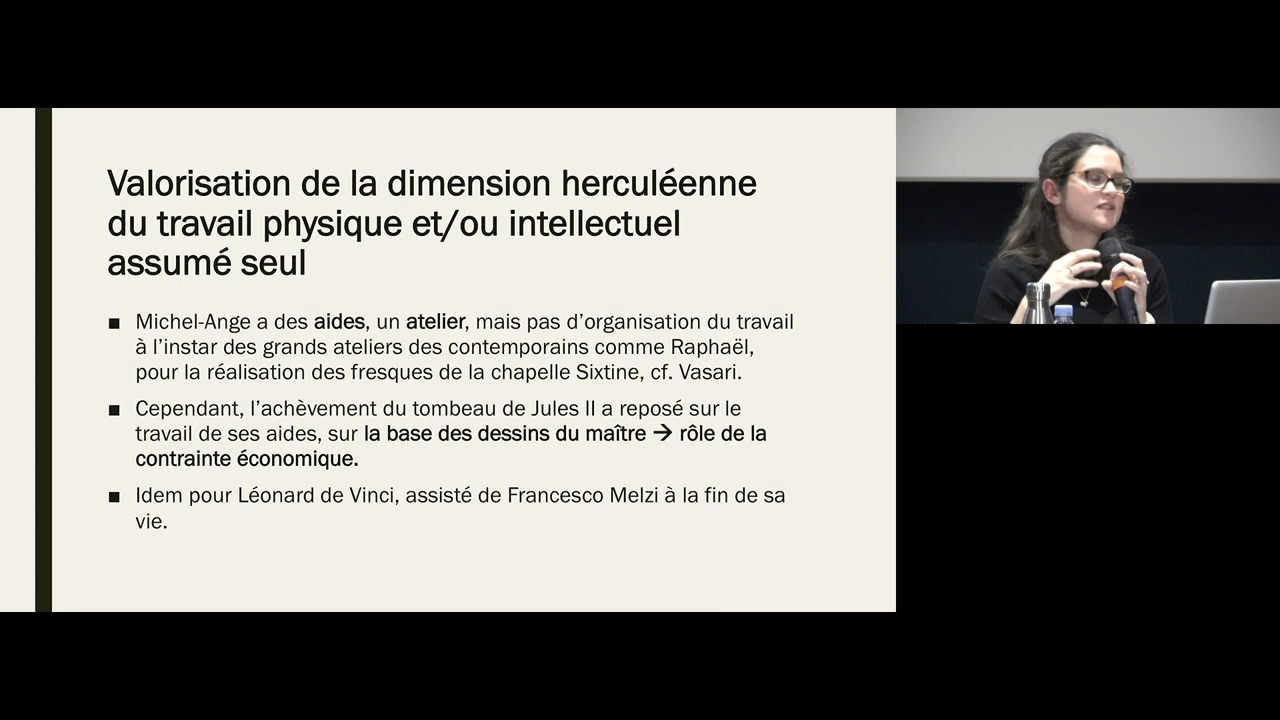 Valorisation de la dimension herculéenne
du travail physique et/ou intellectuel
assumé seul
■ Michel-Ange a des aides, un atelier, mais pas d’organisation du travail
à l’instar des grands ateliers des contemporains comme Raphaël,
pour la réalisation des fresques de la chapelle Sixtine, cf. Vasari.
■ Cependant, l’achèvement du tombeau de Jules II a reposé sur le
travail de ses aides, sur la base des dessins du maître → rôle de la
contrainte économique.
■ Idem pour Léonard de Vinci, assisté de Francesco Melzi à la fin de sa
vie.